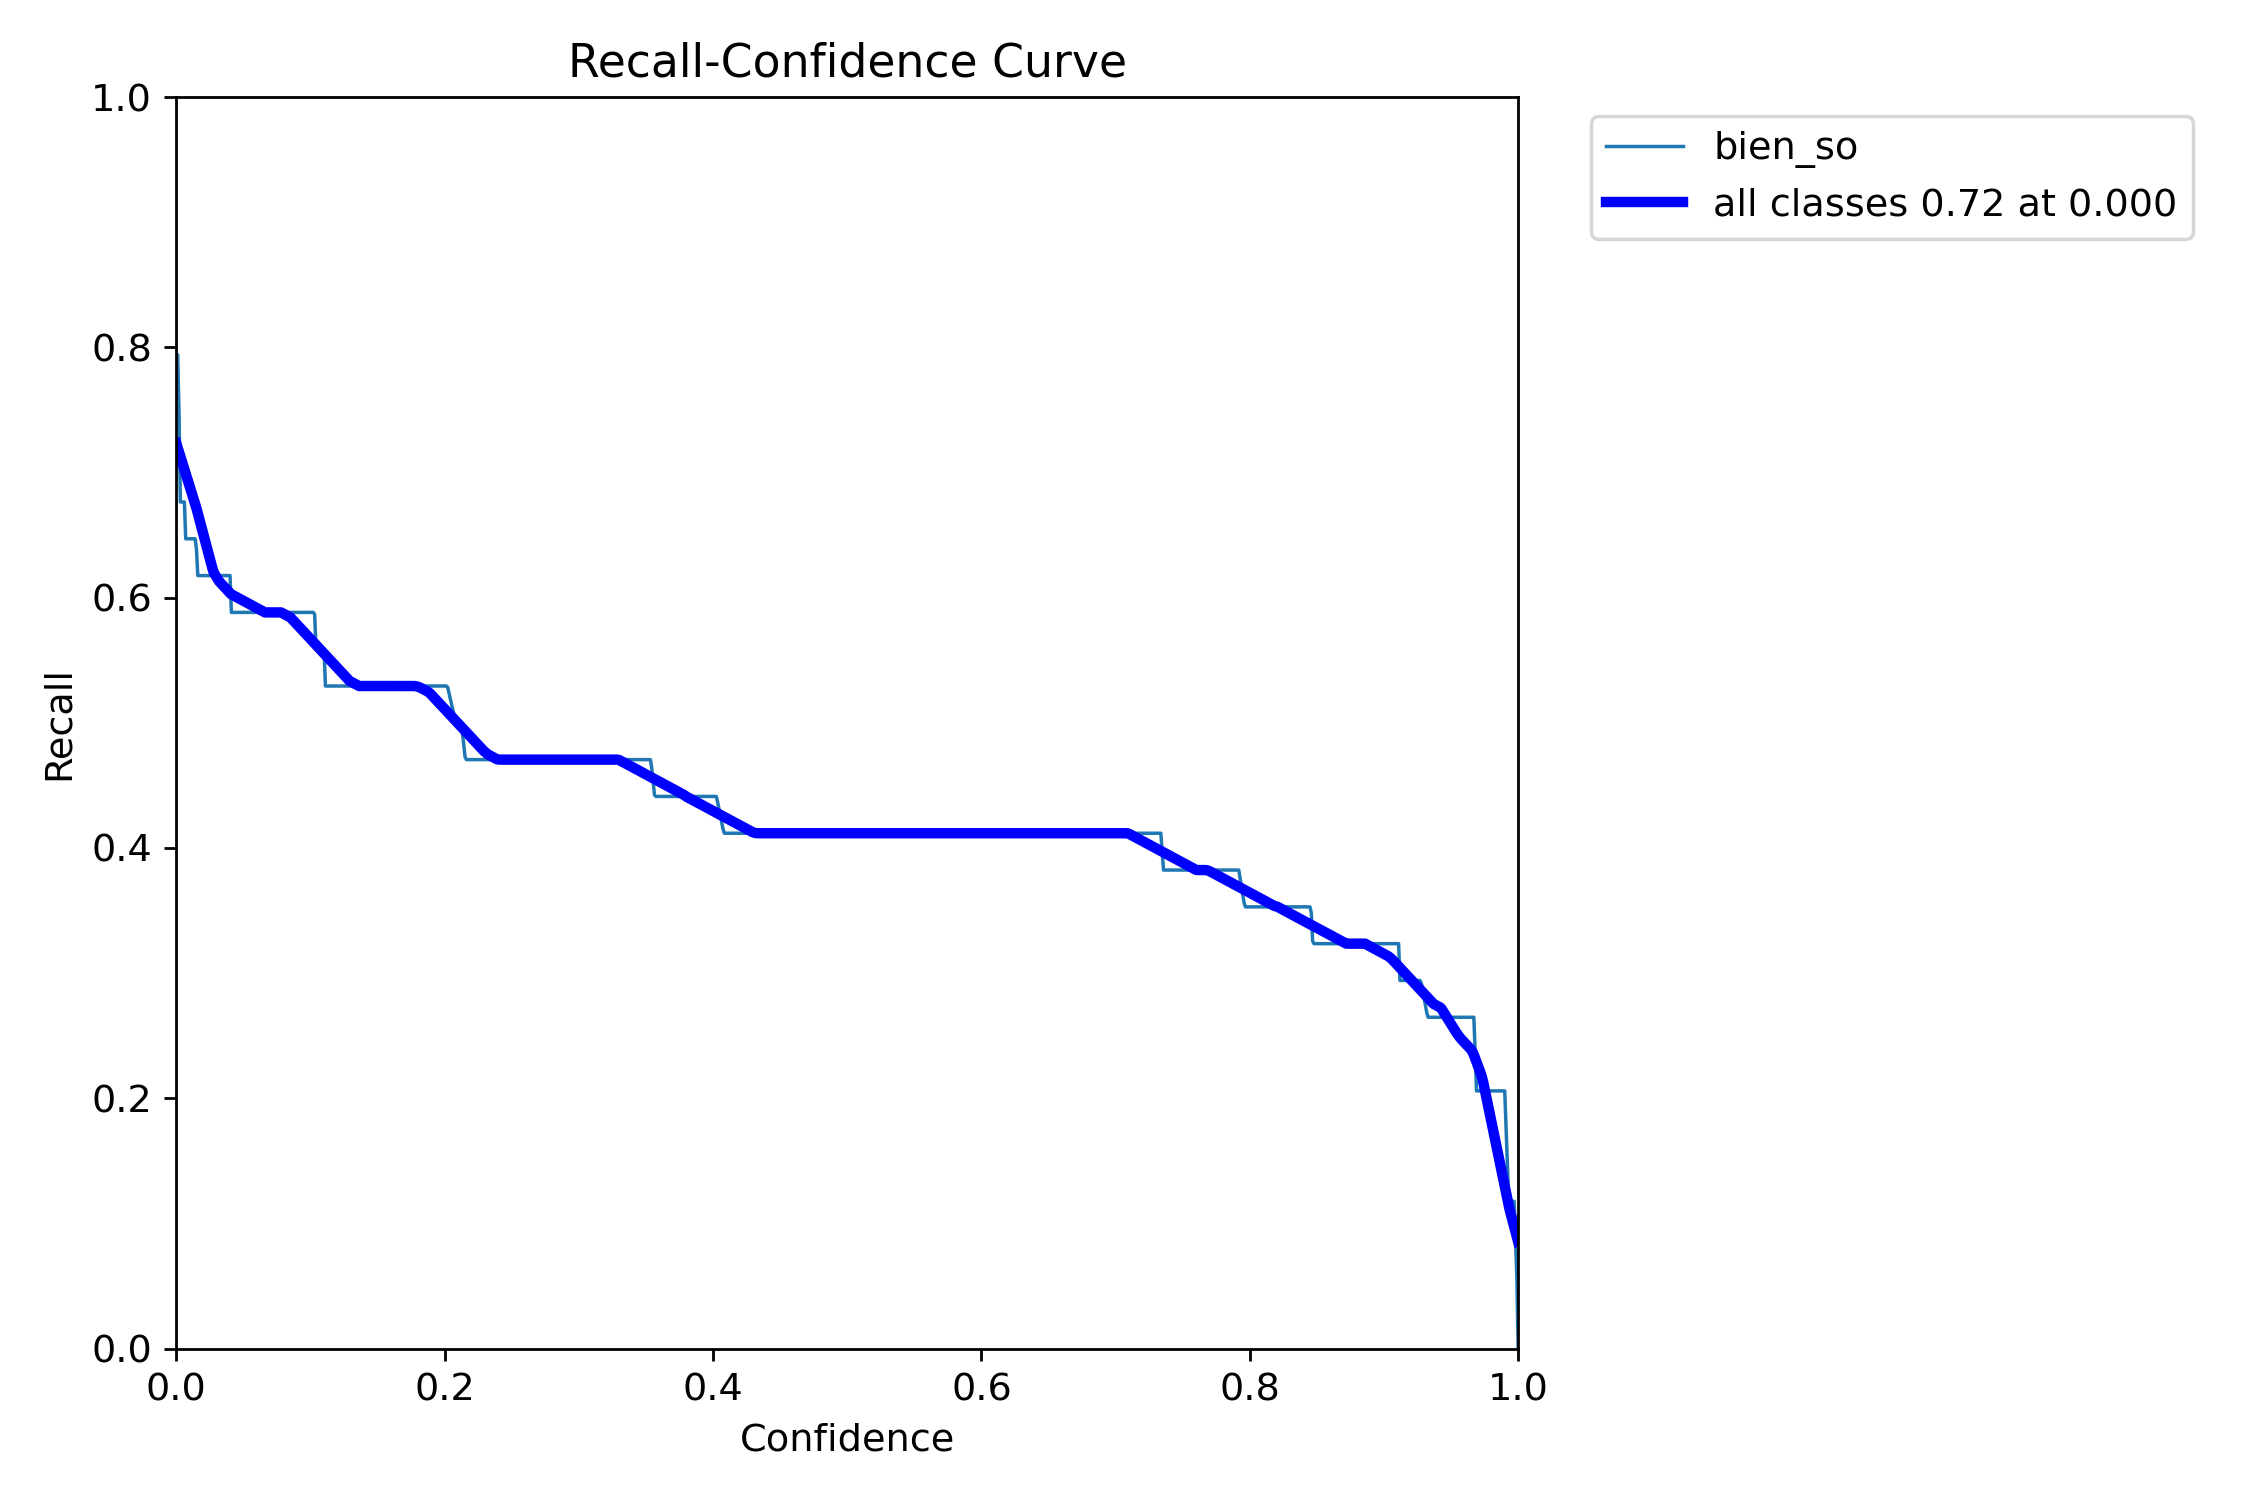 Recall-Confidence Curve
bien_so
all classes 0.72 at 0.000
1.0
0.8
0.6
0.4
0.2
0.0
Recall
0.0 0.2 0.4 0.6 0.8 1.0
Confidence